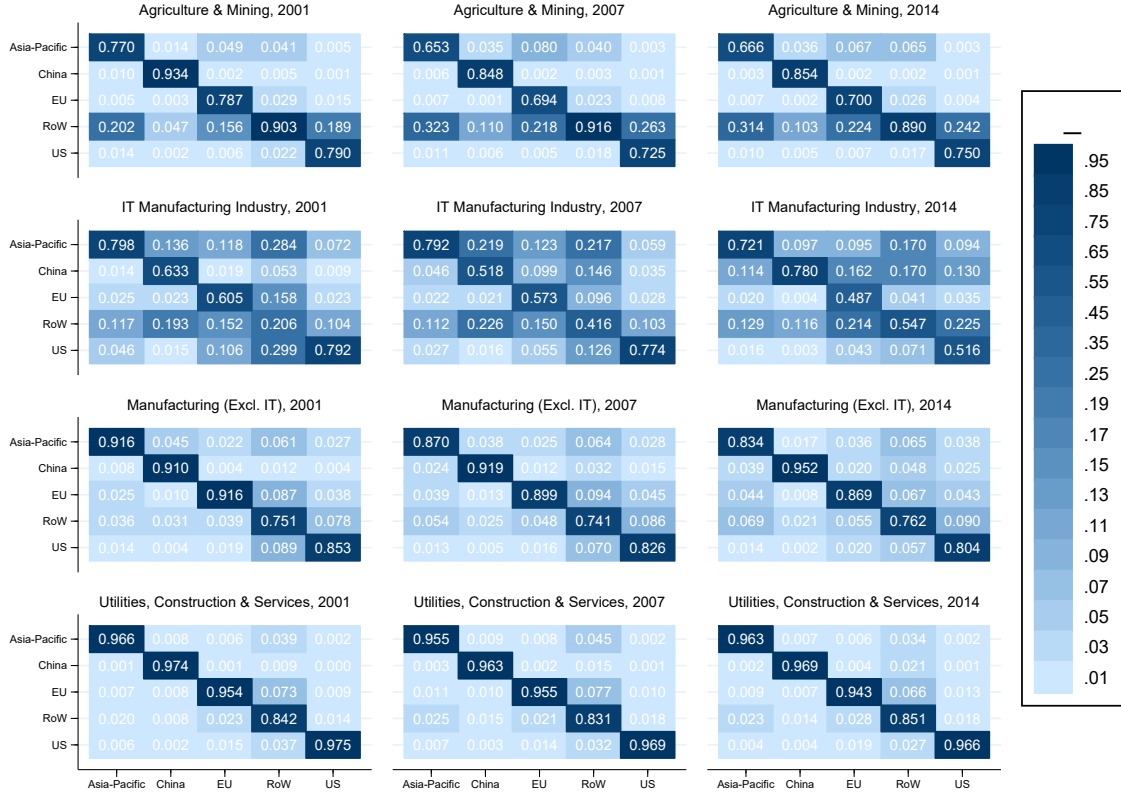 Agriculture & Mining, 2001 Agriculture & Mining, 2007 Agriculture & Mining, 2014
Asia-Pacific 0.770 0.014 0.049 0.041 0.005 0.653 0.035 0.080 0.040 0.003 0.666 0.036 0.067 0.065 0.003
China 0.010 0.934 0.002 0.005 0.001 0.006 0.848 0.002 0.003 0.001 0.003 0.854 0.002 0.002 0.001
EU 0.005 0.003 0.787 0.029 0.015 0.007 0.001 0.694 0.023 0.008 0.007 0.002 0.700 0.026 0.004
RoW 0.202 0.047 0.156 0.903 0.189 0.323 0.110 0.218 0.916 0.263 0.314 0.103 0.224 0.890 0.242
US 0.014 0.002 0.006 0.022 0.790 0.011 0.006 0.005 0.018 0.725 0.010 0.005 0.007 0.017 0.750
IT Manufacturing Industry, 2001 IT Manufacturing Industry, 2007 IT Manufacturing Industry, 2014
Asia-Pacific 0.798 0.136 0.118 0.284 0.072 0.792 0.219 0.123 0.217 0.059 0.721 0.097 0.095 0.170 0.094
China 0.014 0.633 0.019 0.053 0.009 0.046 0.518 0.099 0.146 0.035 0.114 0.780 0.162 0.170 0.130
EU 0.025 0.023 0.605 0.158 0.023 0.022 0.021 0.573 0.096 0.028 0.020 0.004 0.487 0.041 0.035
RoW 0.117 0.193 0.152 0.206 0.104 0.112 0.226 0.150 0.416 0.103 0.129 0.116 0.214 0.547 0.225
US 0.046 0.015 0.106 0.299 0.792 0.027 0.016 0.055 0.126 0.774 0.016 0.003 0.043 0.071 0.516
Manufacturing (Excl. IT), 2001 Manufacturing (Excl. IT), 2007 Manufacturing (Excl. IT), 2014
Asia-Pacific 0.916 0.045 0.022 0.061 0.027 0.870 0.038 0.025 0.064 0.028 0.834 0.017 0.036 0.065 0.038
China 0.008 0.910 0.004 0.012 0.004 0.024 0.919 0.012 0.032 0.015 0.039 0.952 0.020 0.048 0.025
EU 0.025 0.010 0.916 0.087 0.038 0.039 0.013 0.899 0.094 0.045 0.044 0.008 0.869 0.067 0.043
RoW 0.036 0.031 0.039 0.751 0.078 0.054 0.025 0.048 0.741 0.086 0.069 0.021 0.055 0.762 0.090
US 0.014 0.004 0.019 0.089 0.853 0.013 0.005 0.016 0.070 0.826 0.014 0.002 0.020 0.057 0.804
Utilities, Construction & Services, 2001 Utilities, Construction & Services, 2007 Utilities, Construction & Services, 2014
Asia-Pacific 0.966 0.008 0.006 0.039 0.002 0.955 0.009 0.008 0.045 0.002 0.963 0.007 0.006 0.034 0.002
China 0.001 0.974 0.001 0.009 0.000 0.003 0.963 0.002 0.015 0.001 0.002 0.969 0.004 0.021 0.001
EU 0.007 0.008 0.954 0.073 0.009 0.011 0.010 0.955 0.077 0.010 0.009 0.007 0.943 0.066 0.013
RoW 0.020 0.008 0.023 0.842 0.014 0.025 0.015 0.021 0.831 0.018 0.023 0.014 0.028 0.851 0.018
US 0.006 0.002 0.015 0.037 0.975 0.007 0.003 0.014 0.032 0.969 0.004 0.004 0.019 0.027 0.966
Asia-Pacific China EU RoW US Asia-Pacific China EU RoW US Asia-Pacific China EU RoW US
.95
.85
.75
.65
.55
.45
.35
.25
.19
.17
.15
.13
.11
.09
.07
.05
.03
.01